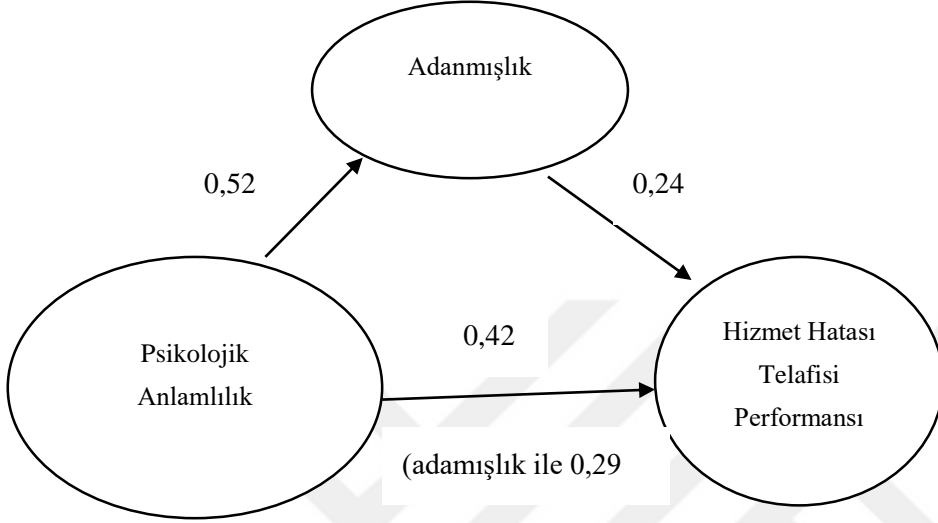 Adanmışlık
0,52
0,24
Psikolojik
Anlamlılık
0,42
(adamışlık ile 0,29
Hizmet Hatası
Telafisi
Performansı